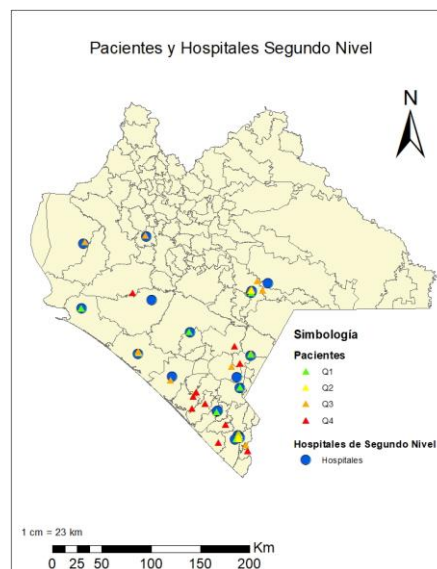 Pacientes y Hospitales Segundo Nivel
N
Simbología
Pacientes
Q1
Q2
Q3
Q4
Hospitales de Segundo Nivel
Hospitales
1 cm = 23 km
Km
0 25 50 100 150 200